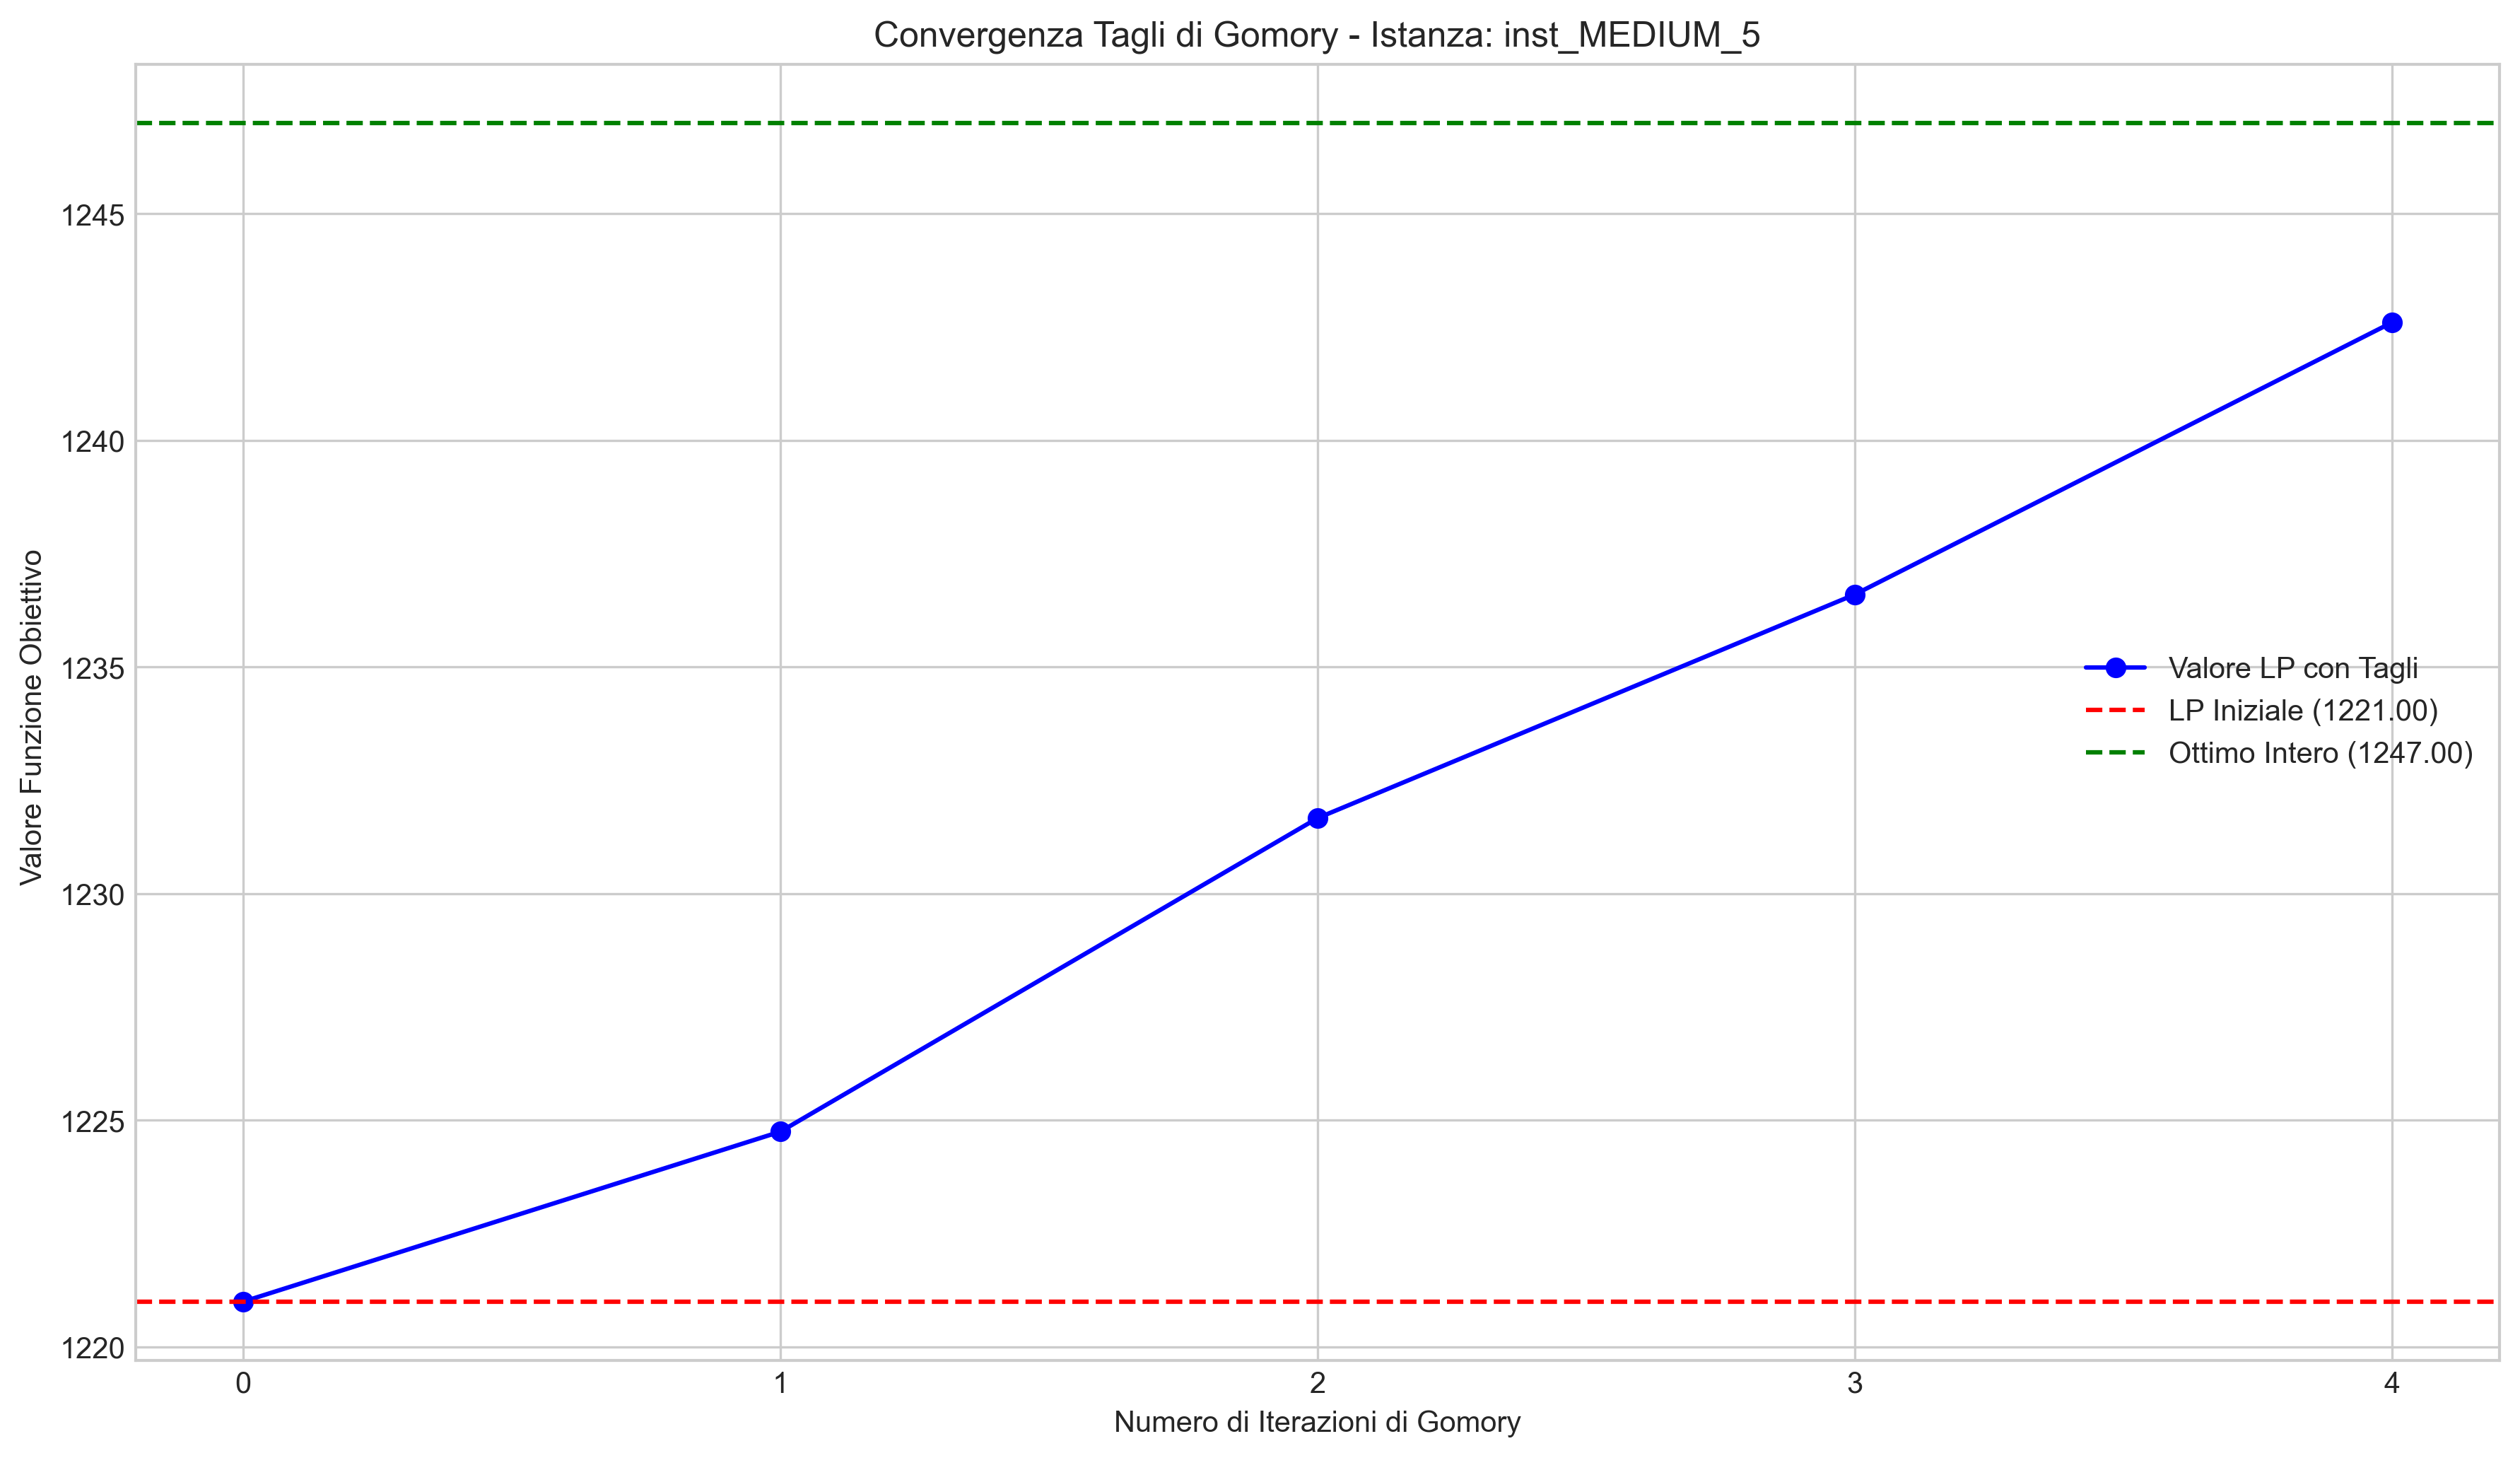 Convergenza Tagli di Gomory - Istanza: inst_MEDIUM_5
Valore Funzione Obiettivo
1245
1240
1235
1230
1225
1220
Valore LP con Tagli
LP Iniziale (1221.00)
Ottimo Intero (1247.00)
0 1 2 3 4
Numero di Iterazioni di Gomory